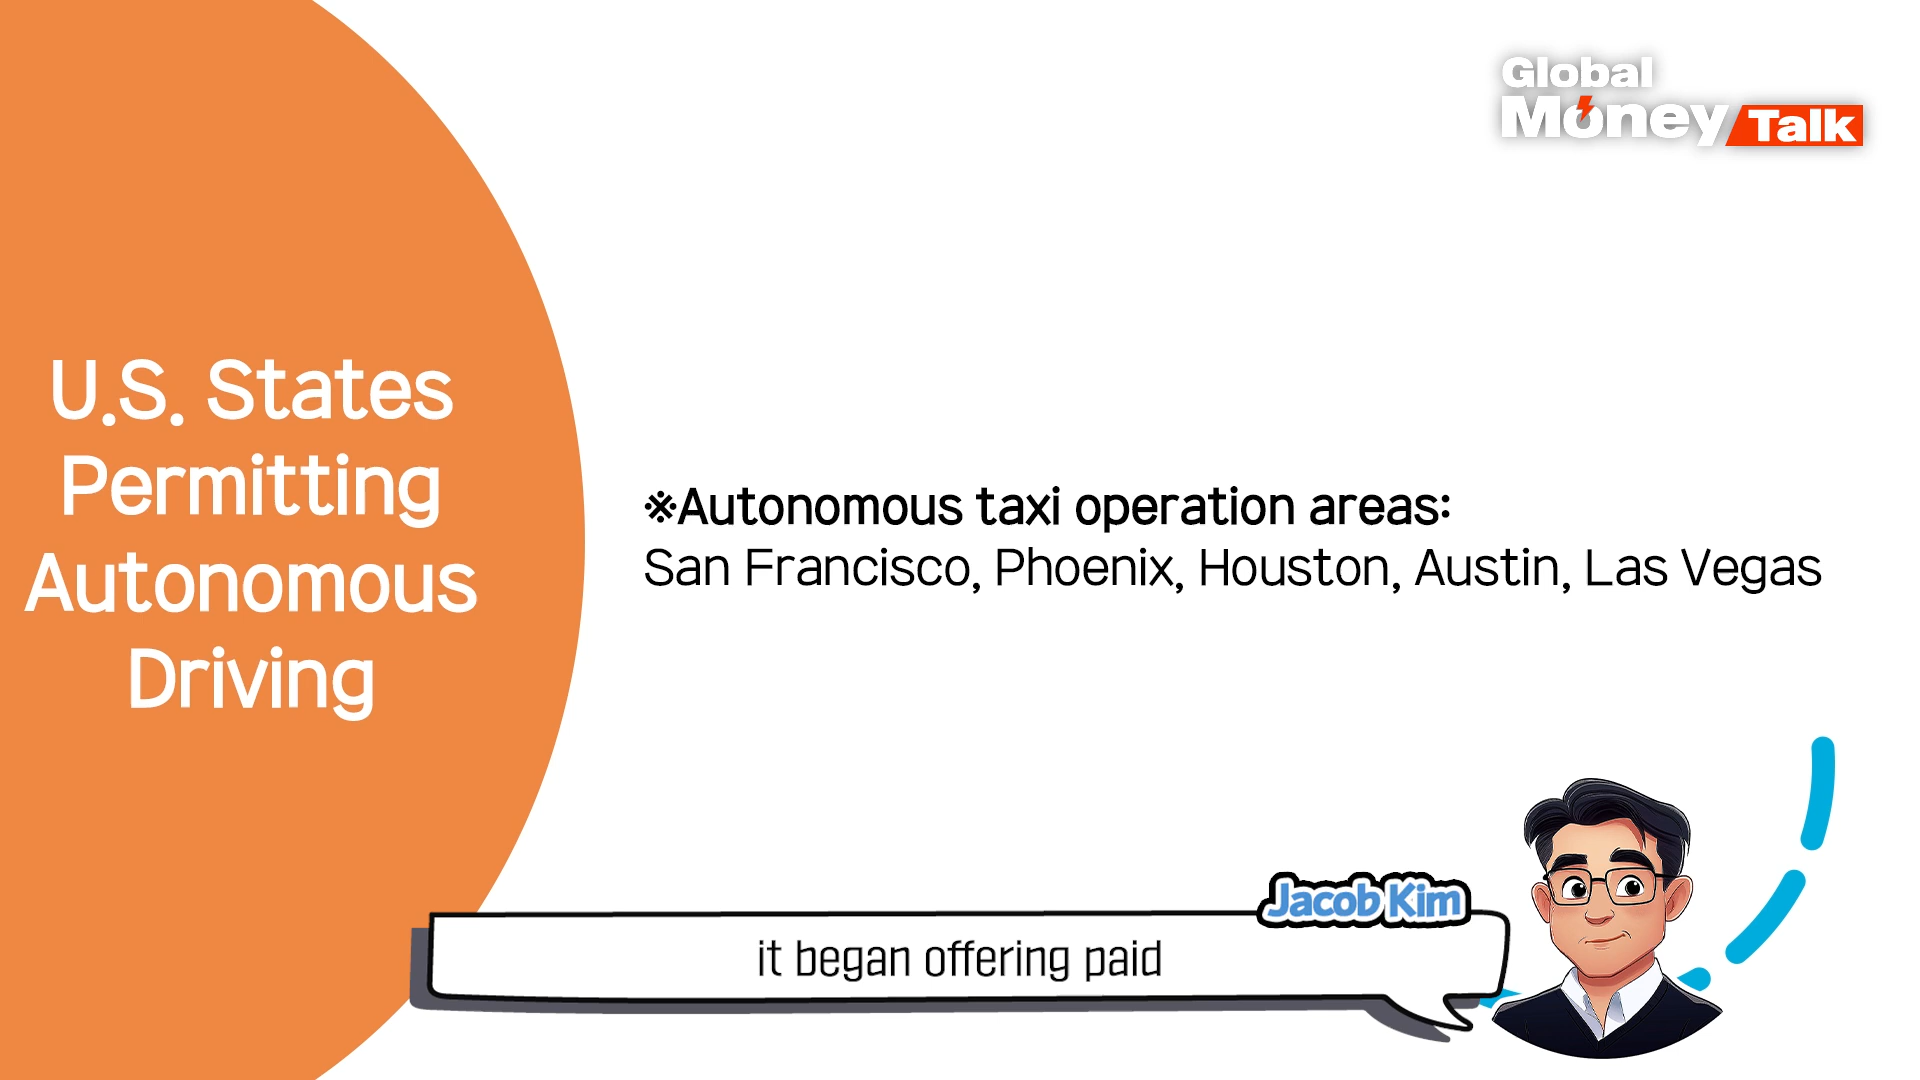 Global
Money Talk
U.S. States
Permitting
Autonomous
Driving
※Autonomous taxi operation areas:
San Francisco, Phoenix, Houston, Austin, Las Vegas
Jacob Kim
it began offering paid